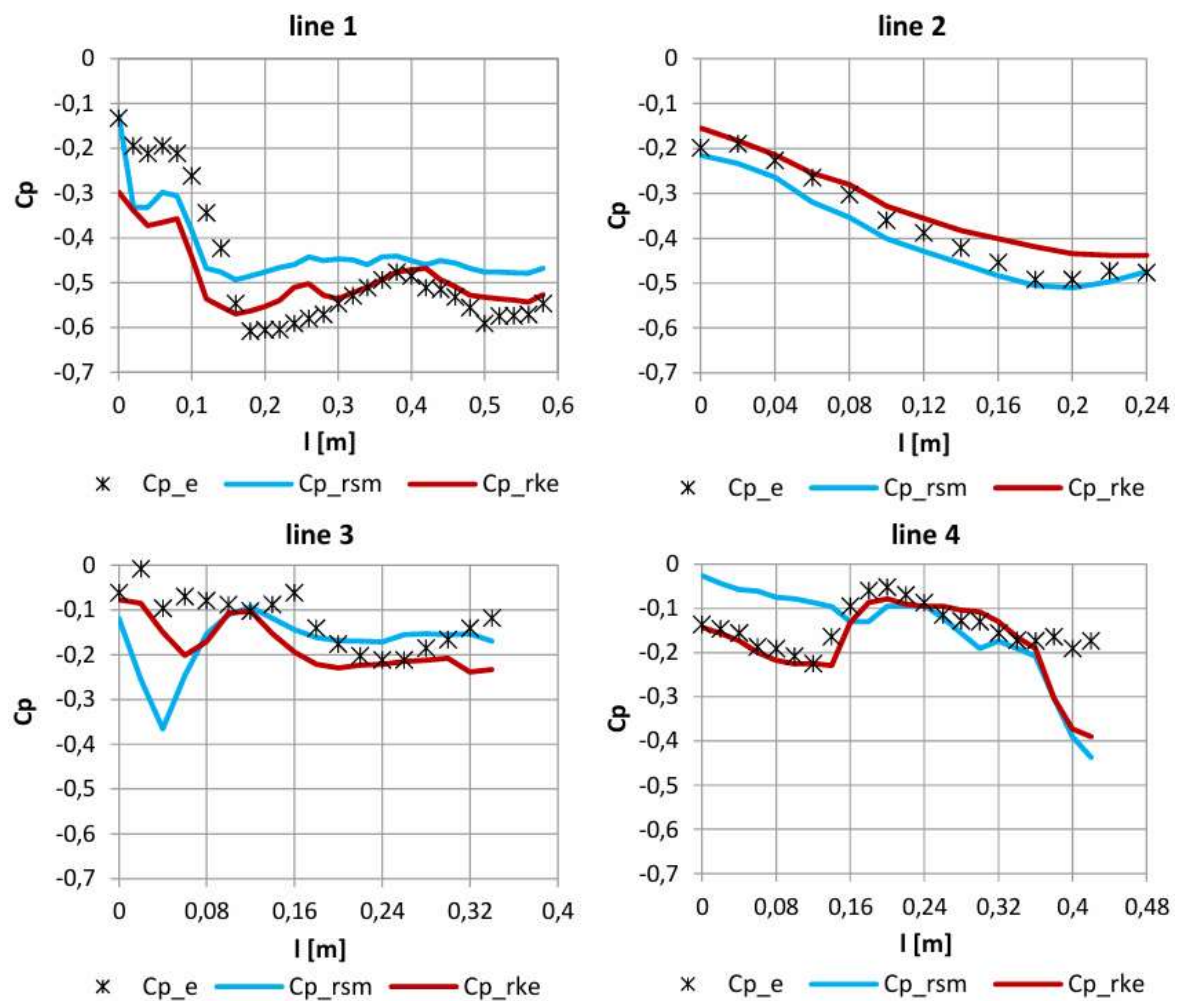 line 1
0
-0,1
-0,2
-0,3
-0,4
-0,5
-0,6
-0,7
Cp
0 0,1 0,2 0,3 0,4 0,5 0,6
l [m]
Cp_e Cp_rsm Cp_rke
line 2
0
-0,1
-0,2
-0,3
-0,4
-0,5
-0,6
-0,7
Cp
0 0,04 0,08 0,12 0,16 0,2 0,24
l [m]
Cp_e Cp_rsm Cp_rke
line 3
0
-0,1
-0,2
-0,3
-0,4
-0,5
-0,6
-0,7
Cp
0 0,08 0,16 0,24 0,32 0,4
l [m]
Cp_e Cp_rsm Cp_rke
line 4
0
-0,1
-0,2
-0,3
-0,4
-0,5
-0,6
-0,7
Cp
0 0,08 0,16 0,24 0,32 0,4 0,48
l [m]
Cp_e Cp_rsm Cp_rke